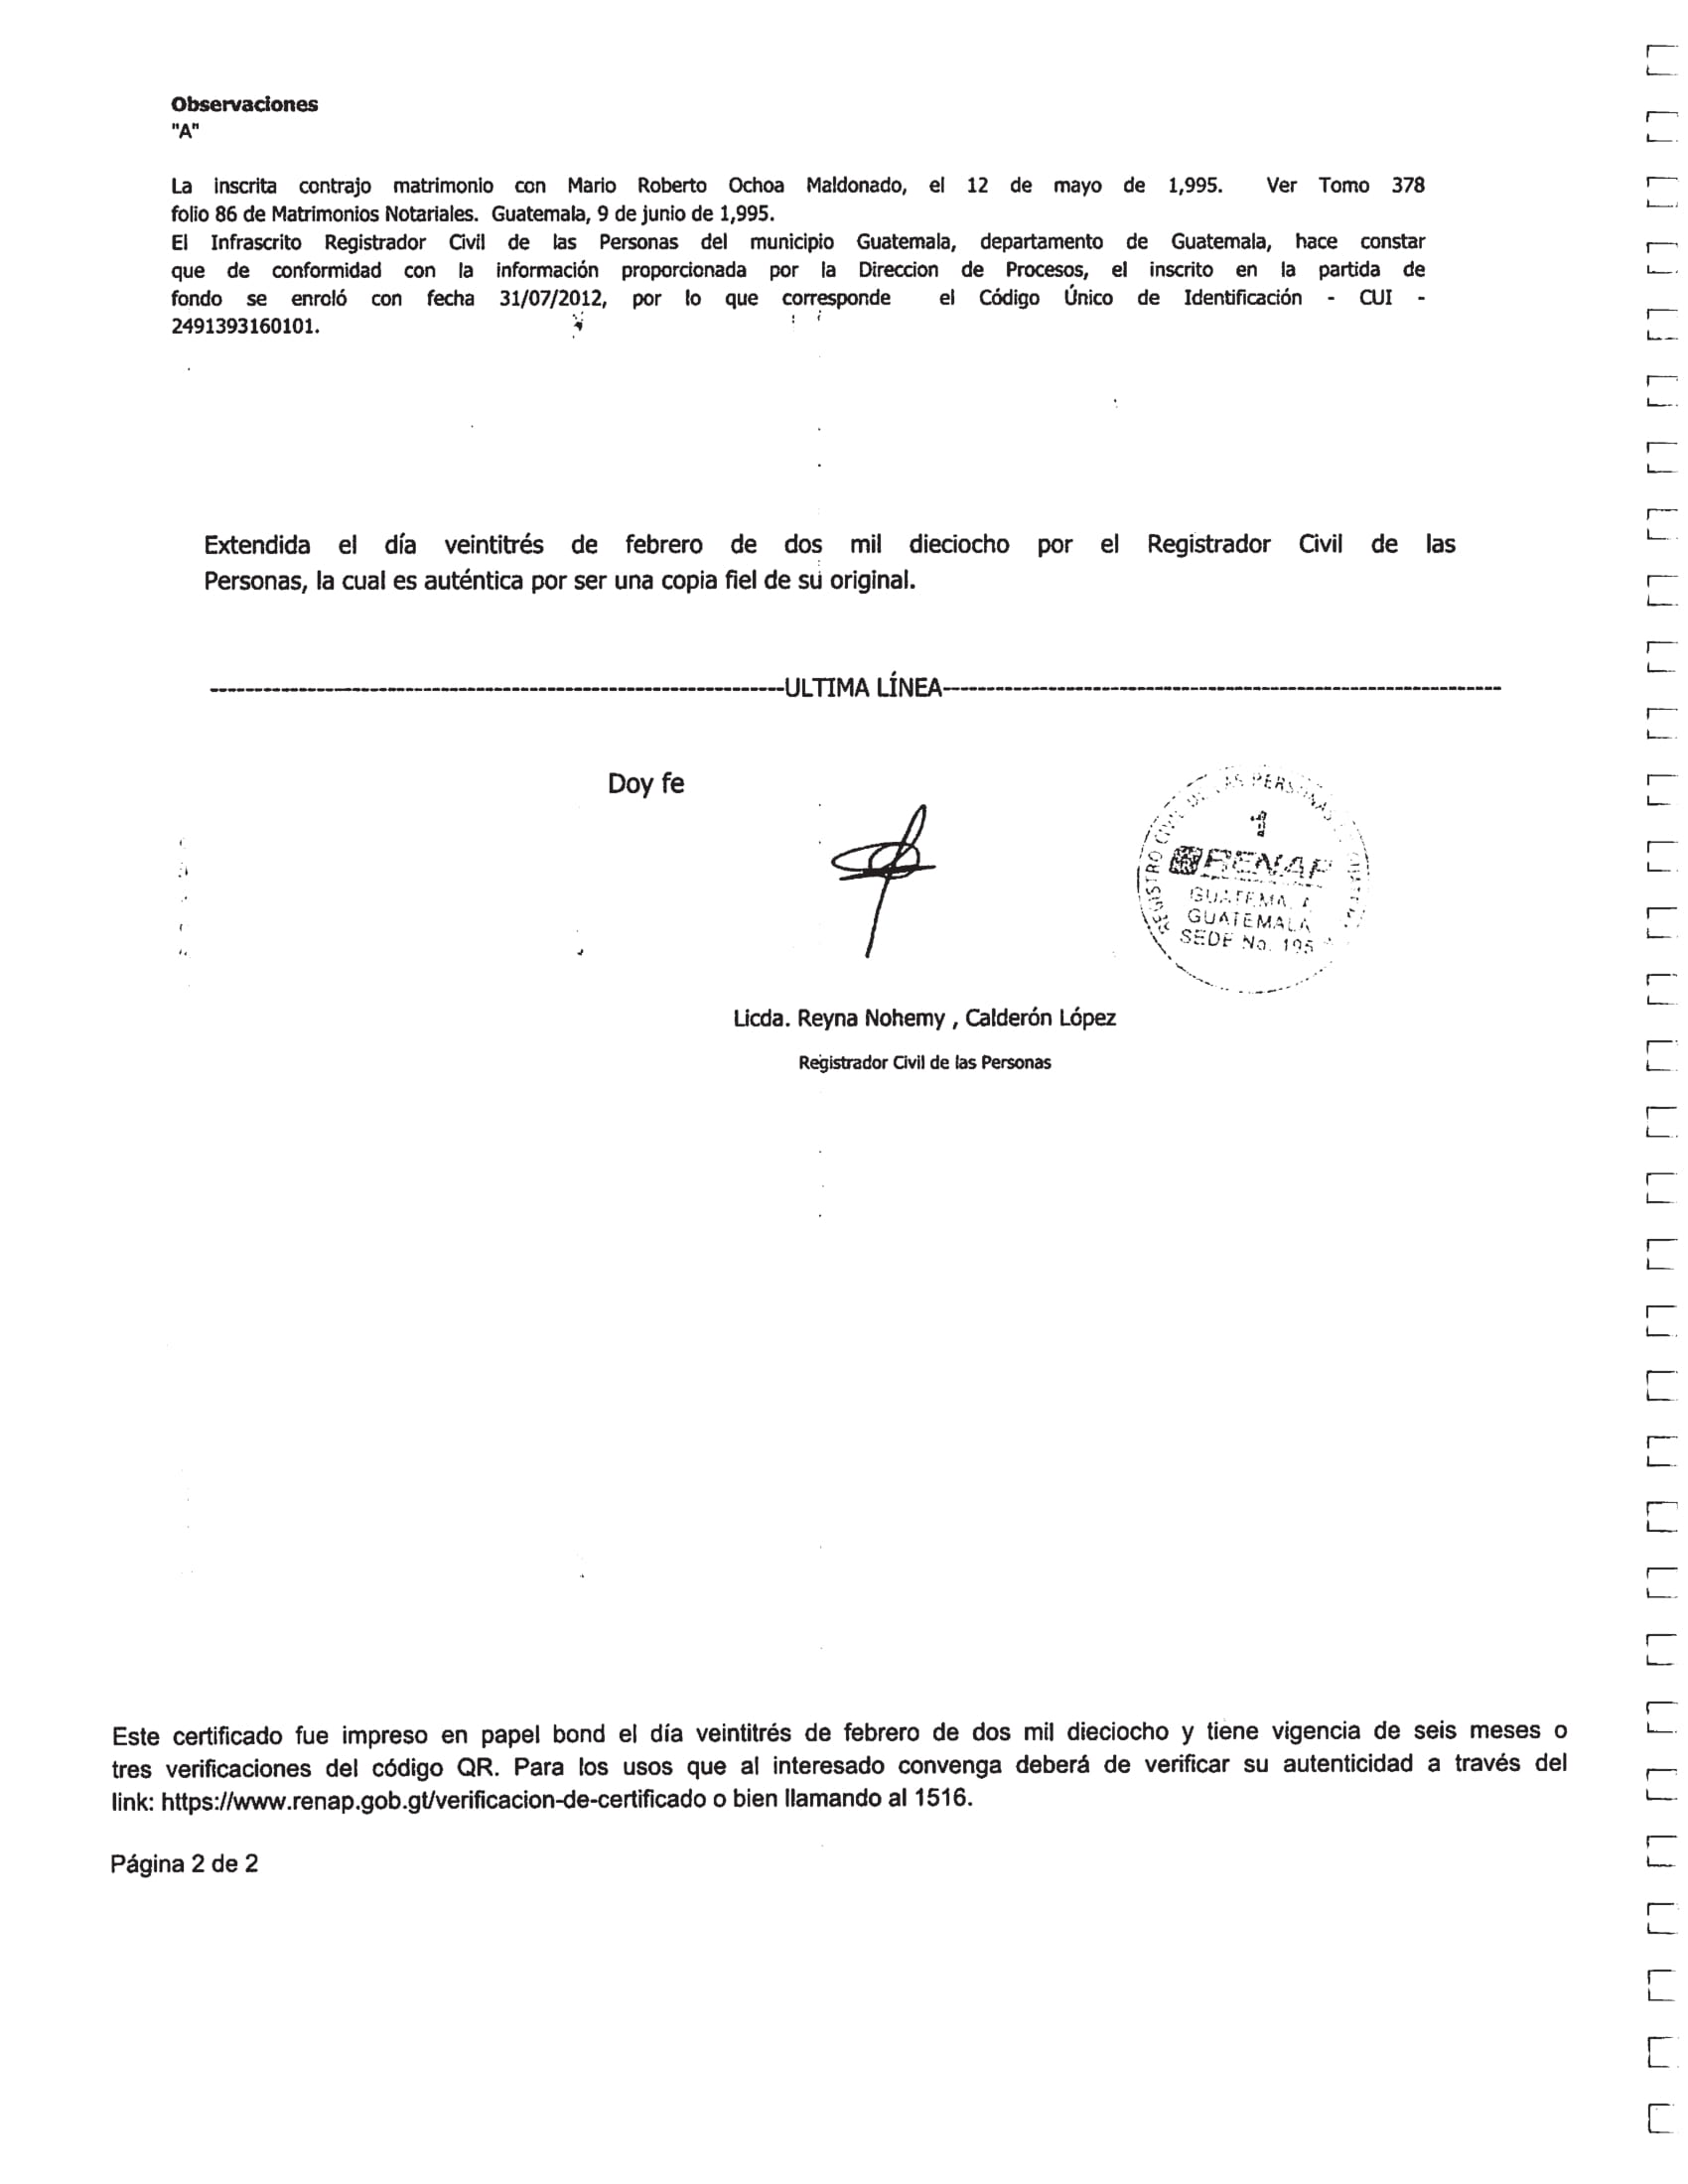 Observaciones
"A"
La inscrita contrajo matrimonio con Mario Roberto Ochoa Maldonado, el 12 de mayo de 1,995. Ver Tomo 378
folio 86 de Matrimonios Notariales. Guatemala, 9 de junio de 1,995.
El Infrascrito Registrador Civil de las Personas del municipio Guatemala, departamento de Guatemala, hace constar
que de conformidad con la información proporcionada por la Direccion de Procesos, el inscrito en la partida de
fondo se enroló con fecha 31/07/2012, por lo que corresponde el Código Único de Identificación - CUI -
2491393160101.
Extendida el día veintitrés de febrero de dos mil dieciocho por el Registrador Civil de las
Personas, la cual es auténtica por ser una copia fiel de su original.
-----ULTIMA LÍNEA-----
Doy fe
REGISTRO CIVIL DE LAS PERSONAS
1
RENAP
GUATEMALA
GUATEMALA
SEDE No. 195
Licda. Reyna Nohemy , Calderón López
Registrador Civil de las Personas
Este certificado fue impreso en papel bond el día veintitrés de febrero de dos mil dieciocho y tiene vigencia de seis meses o
tres verificaciones del código QR. Para los usos que al interesado convenga deberá de verificar su autenticidad a través del
link: https://www.renap.gob.gt/verificacion-de-certificado o bien llamando al 1516.
Página 2 de 2